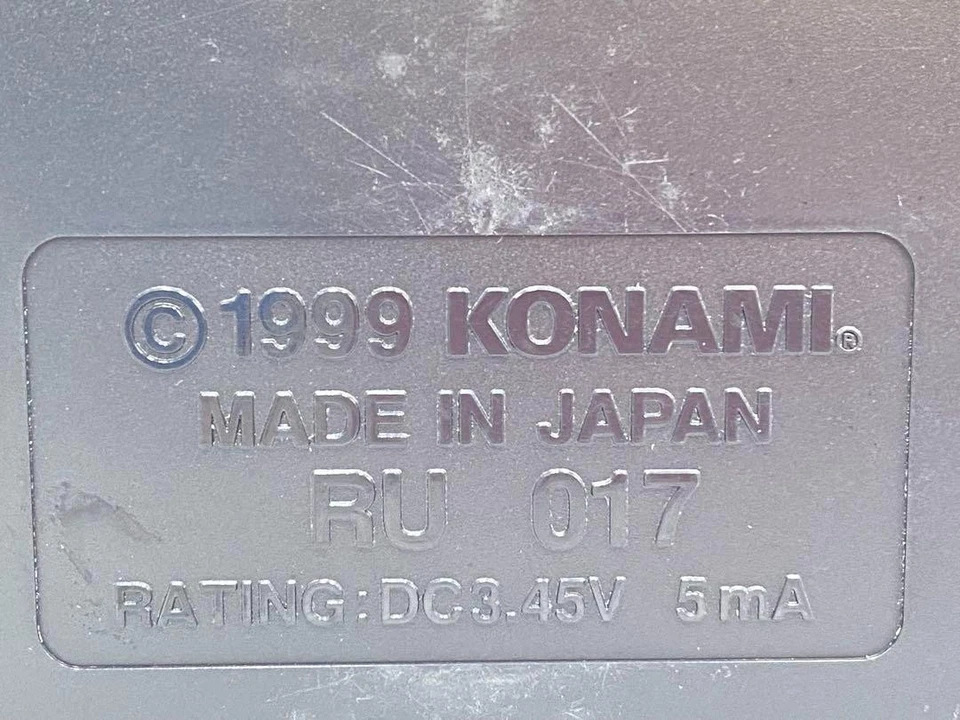 ©1999 KONAMI®
MADE IN JAPAN
RU 017
RATING:DC3.45V 5mA